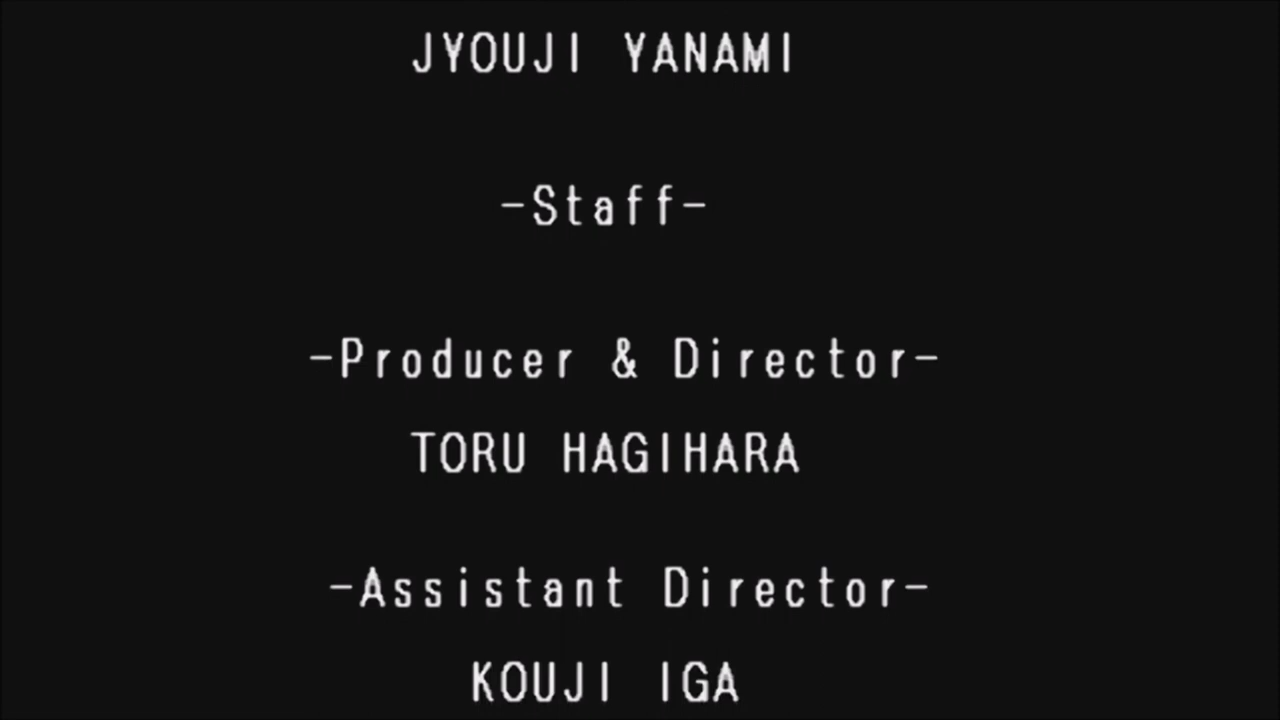 JYOUJI YANAMI
-Staff-
-Producer & Director-
TORU HAGIHARA
-Assistant Director-
KOUJI IGA